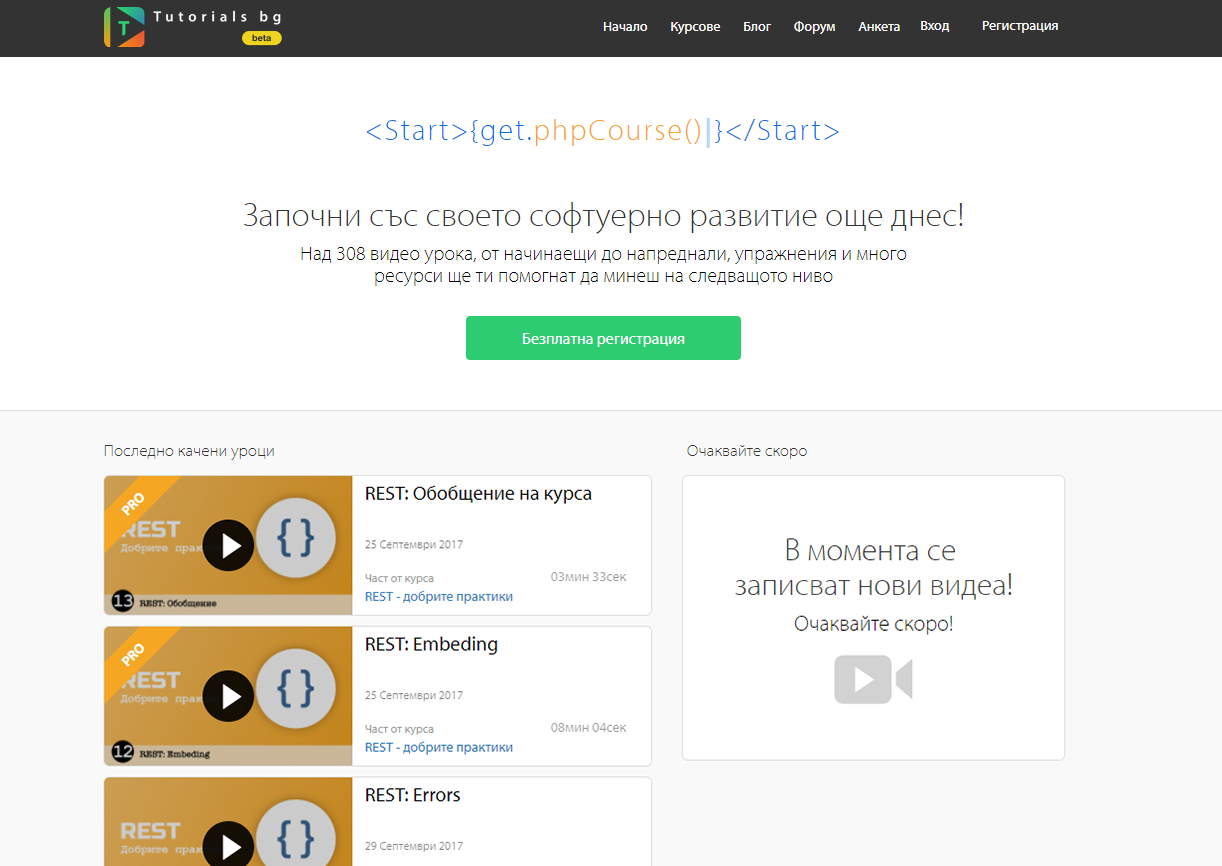 Tutorials bg
T
beta
Начало Курсове Блог Форум Анкета Вход Регистрация
<Start>{get.phpCourse()|}</Start>
Започни със своето софтуерно развитие още днес!
Над 308 видео урока, от начинаещи до напреднали, упражнения и много
ресурси ще ти помогнат да минеш на следващото ниво
Безплатна регистрация
Последно качени уроци
PRO
REST
Добрите
{ }
13 REST: Обобщение
REST: Обобщение на курса
25 Септември 2017
Част от курса
03мин 33сек
REST - добрите практики
PRO
REST
Добрите
{ }
12 REST: Embeding
REST: Embeding
25 Септември 2017
Част от курса
08мин 04сек
REST - добрите практики
REST
Добрите
{ }
REST: Errors
29 Септември 2017
Очаквайте скоро
В момента се
записват нови видеа!
Очаквайте скоро!